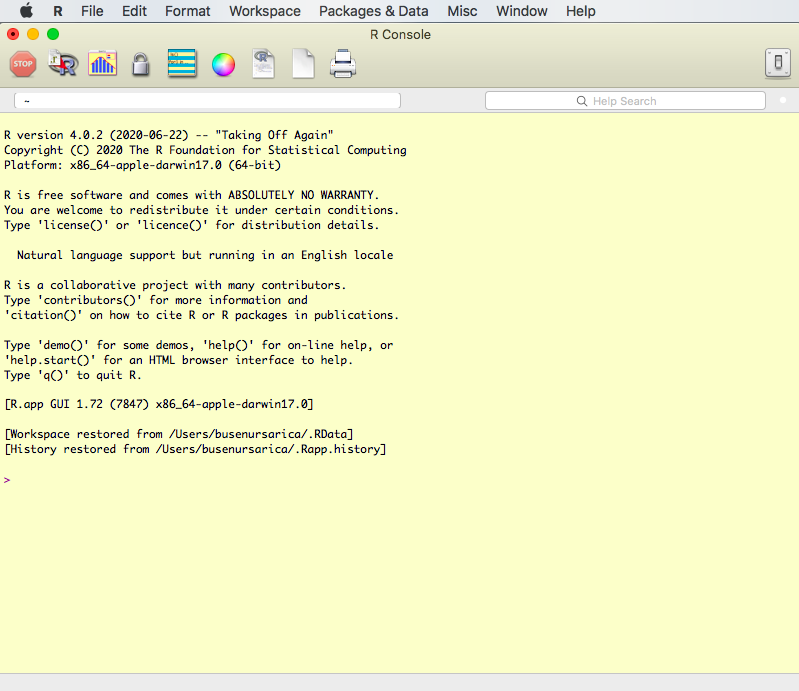 R File Edit Format Workspace Packages & Data Misc Window Help
R Console
STOP
R
R
~
Help Search
R version 4.0.2 (2020-06-22) -- "Taking Off Again"
Copyright (C) 2020 The R Foundation for Statistical Computing
Platform: x86_64-apple-darwin17.0 (64-bit)
R is free software and comes with ABSOLUTELY NO WARRANTY.
You are welcome to redistribute it under certain conditions.
Type 'license()' or 'licence()' for distribution details.
Natural language support but running in an English locale
R is a collaborative project with many contributors.
Type 'contributors()' for more information and
'citation()' on how to cite R or R packages in publications.
Type 'demo()' for some demos, 'help()' for on-line help, or
'help.start()' for an HTML browser interface to help.
Type 'q()' to quit R.
[R.app GUI 1.72 (7847) x86_64-apple-darwin17.0]
[Workspace restored from /Users/busenursarica/.RData]
[History restored from /Users/busenursarica/.Rapp.history]
>